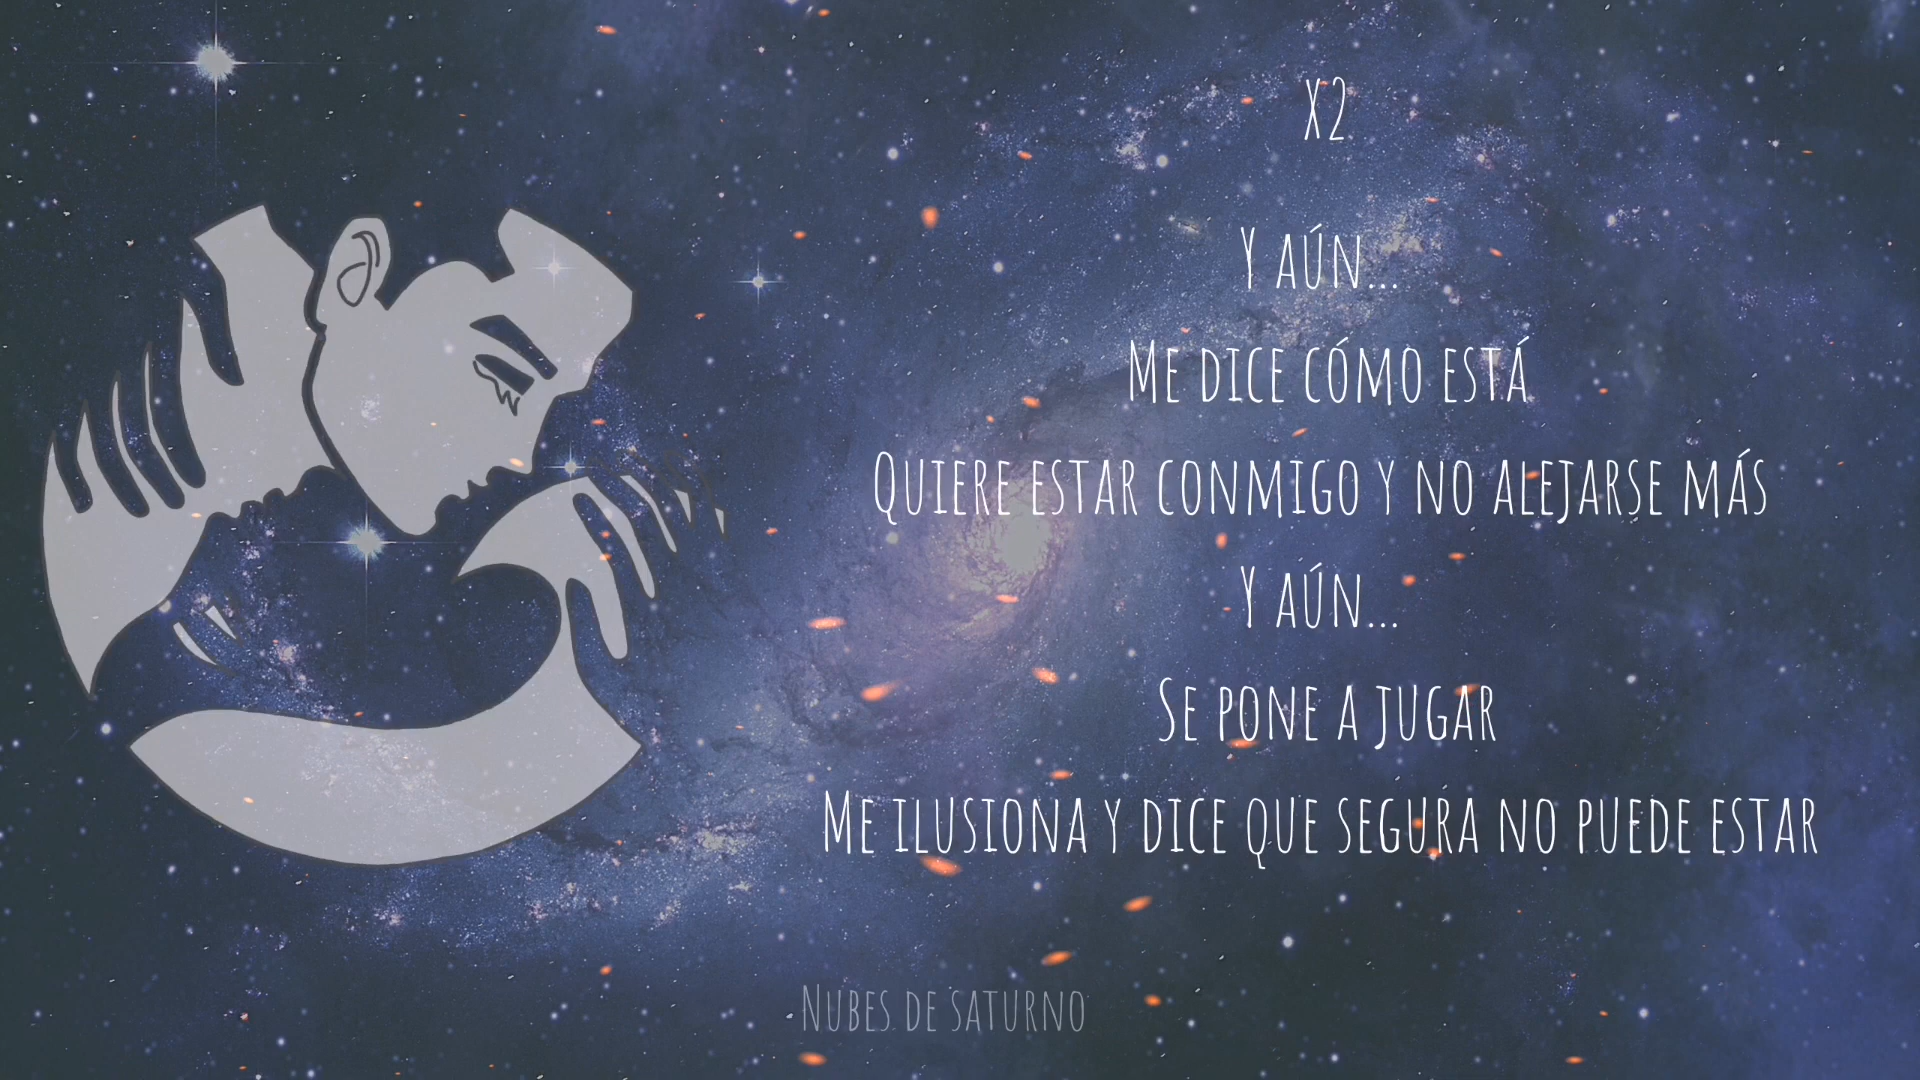 X2
Y aún...
Me dice cómo está
Quiere estar conmigo y no alejarse más
Y aún...
Se pone a jugar
Me ilusiona y dice que segura no puede estar
Nubes de saturno